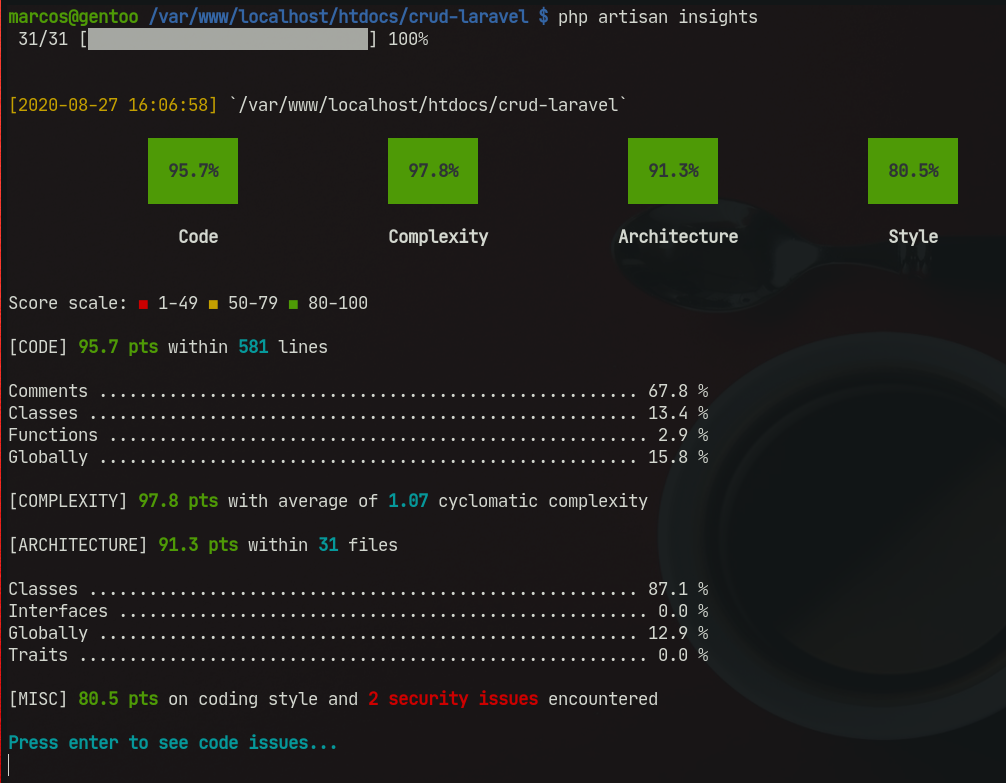 marcos@gentoo /var/www/localhost/htdocs/crud-laravel $ php artisan insights
31/31 [                            ] 100%
[2020-08-27 16:06:58] `/var/www/localhost/htdocs/crud-laravel`
95.7% 97.8% 91.3% 80.5%
Code Complexity Architecture Style
Score scale: ■ 1-49 ■ 50-79 ■ 80-100
[CODE] 95.7 pts within 581 lines
Comments ...................................................... 67.8 %
Classes ....................................................... 13.4 %
Functions ...................................................... 2.9 %
Globally ...................................................... 15.8 %
[COMPLEXITY] 97.8 pts with average of 1.07 cyclomatic complexity
[ARCHITECTURE] 91.3 pts within 31 files
Classes ....................................................... 87.1 %
Interfaces ..................................................... 0.0 %
Globally ...................................................... 12.9 %
Traits ......................................................... 0.0 %
[MISC] 80.5 pts on coding style and 2 security issues encountered
Press enter to see code issues...